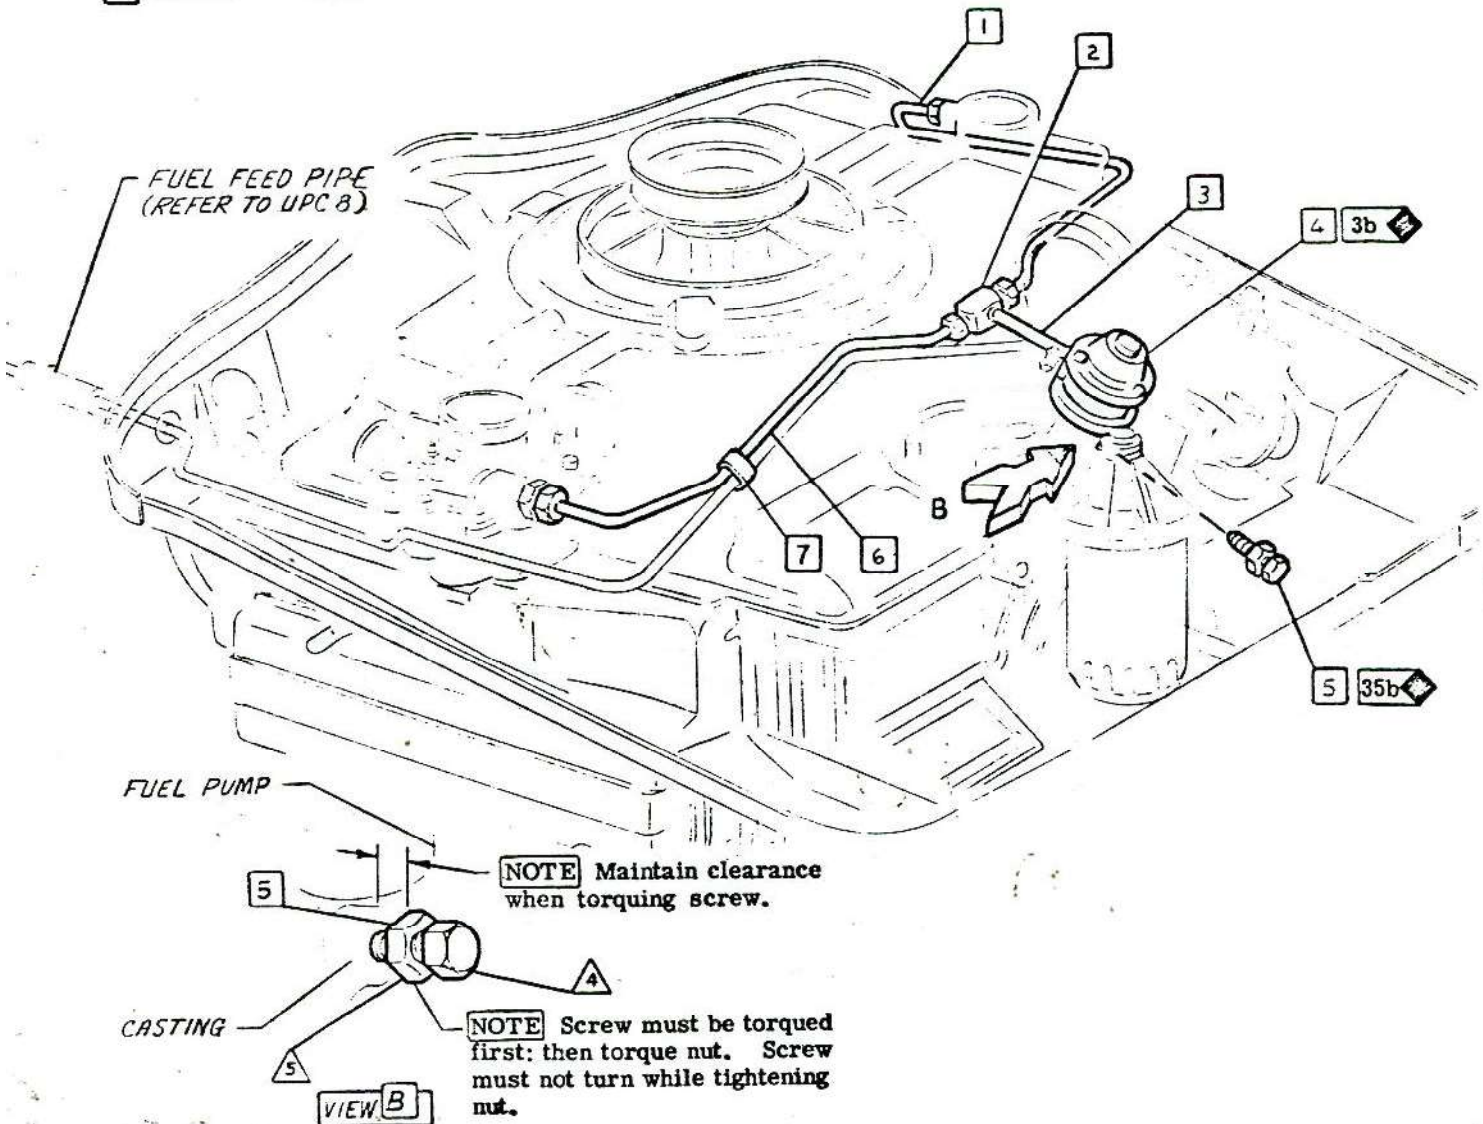 1
2
FUEL FEED PIPE
(REFER TO UPC 8)
3
4 3b
B
7
6
5 35b
FUEL PUMP
NOTE Maintain clearance
when torquing screw.
5
4
CASTING
NOTE Screw must be torqued
first: then torque nut. Screw
must not turn while tightening
nut.
5
VIEW B